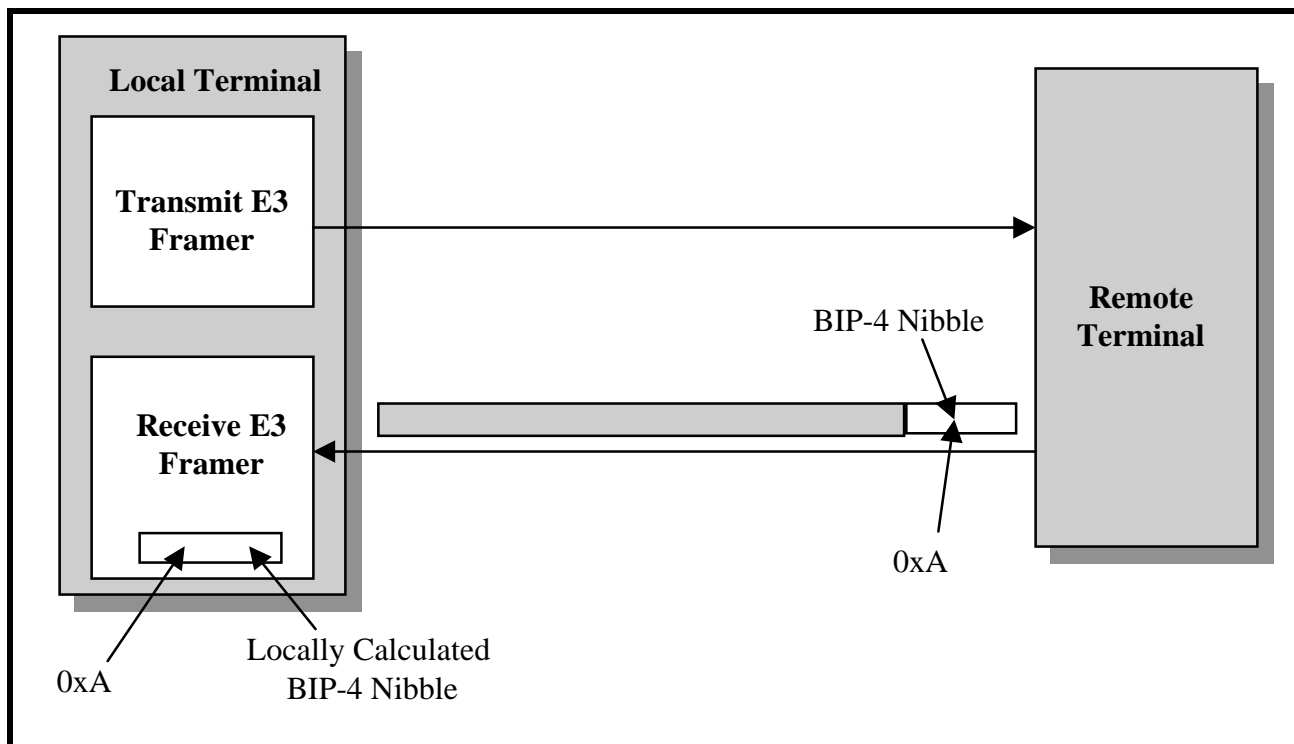 Local Terminal
Transmit E3
Framer
Remote
Terminal
BIP-4 Nibble
Receive E3
Framer
0xA
Locally Calculated
BIP-4 Nibble
0xA